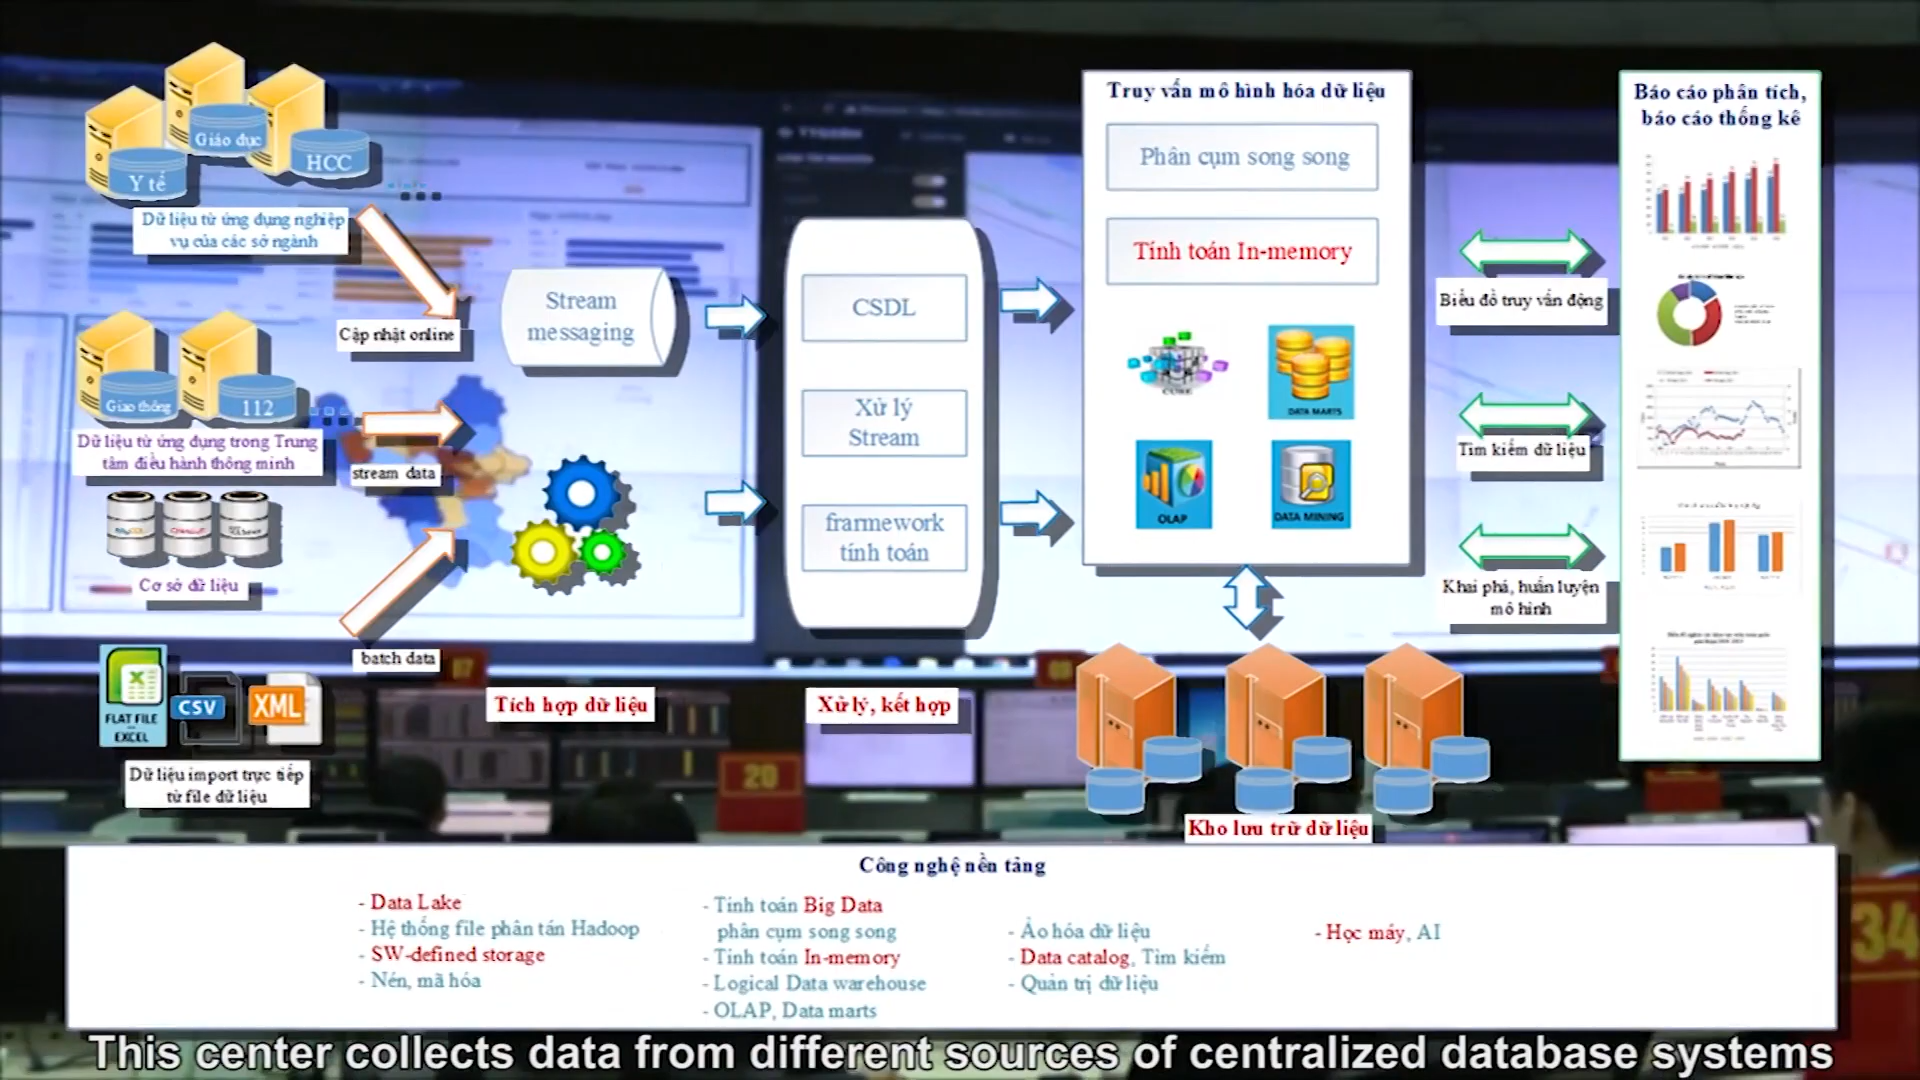 Giáo dục
HCC
Y tế
Dữ liệu từ ứng dụng nghiệp
vụ của các sở ngành
Cập nhật online
Giao thông
112
Dữ liệu từ ứng dụng trong Trung
tâm điều hành thông minh
stream data
Cơ sở dữ liệu
batch data
FLAT FILE
EXCEL
CSV
XML
Dữ liệu import trực tiếp
từ file dữ liệu
Stream
messaging
Tích hợp dữ liệu
CSDL
Xử lý
Stream
frarmework
tính toán
Xử lý, kết hợp
Truy vấn mô hình hóa dữ liệu
Phân cụm song song
Tính toán In-memory
CUBE
DATA MARTS
OLAP
DATA MINING
Kho lưu trữ dữ liệu
Biểu đồ truy vấn động
Tìm kiếm dữ liệu
Khai phá, huấn luyện
mô hình
Báo cáo phân tích,
báo cáo thống kê
07
20
34
Công nghệ nền tảng
- Data Lake
- Hệ thống file phân tán Hadoop
- SW-defined storage
- Nén, mã hóa
- Tính toán Big Data
phân cụm song song
- Tính toán In-memory
- Logical Data warehouse
- OLAP, Data marts
- Ảo hóa dữ liệu
- Data catalog, Tìm kiếm
- Quản trị dữ liệu
- Học máy, AI
This center collects data from different sources of centralized database systems